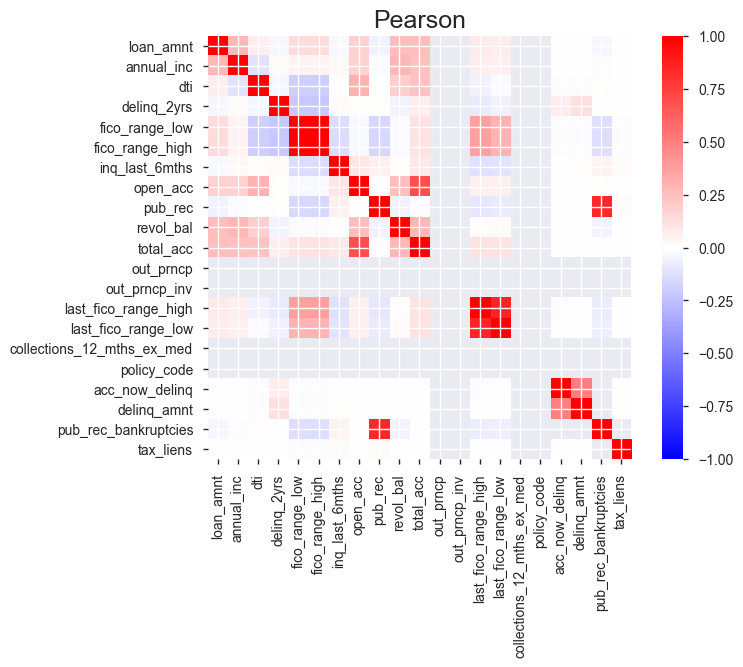 Pearson
loan_amnt
annual_inc
dti
delinq_2yrs
fico_range_low
fico_range_high
inq_last_6mths
open_acc
pub_rec
revol_bal
total_acc
out_prncp
out_prncp_inv
last_fico_range_high
last_fico_range_low
collections_12_mths_ex_med
policy_code
acc_now_delinq
delinq_amnt
pub_rec_bankruptcies
tax_liens
loan_amnt
annual_inc
dti
delinq_2yrs
fico_range_low
fico_range_high
inq_last_6mths
open_acc
pub_rec
revol_bal
total_acc
out_prncp
out_prncp_inv
last_fico_range_high
last_fico_range_low
collections_12_mths_ex_med
policy_code
acc_now_delinq
delinq_amnt
pub_rec_bankruptcies
tax_liens
1.00
0.75
0.50
0.25
0.00
−0.25
−0.50
−0.75
−1.00